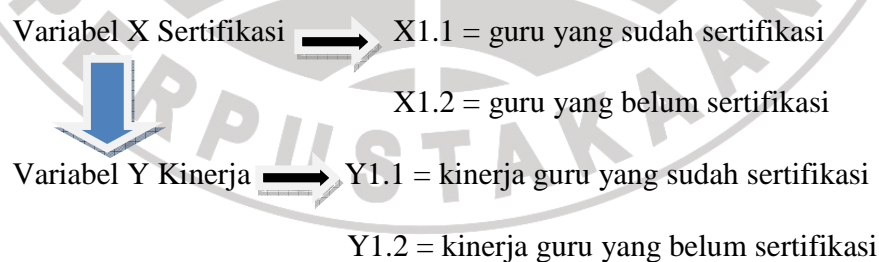 Variabel X Sertifikasi X1.1 = guru yang sudah sertifikasi
X1.2 = guru yang belum sertifikasi
Variabel Y Kinerja Y1.1 = kinerja guru yang sudah sertifikasi
Y1.2 = kinerja guru yang belum sertifikasi
PERPUSTAKAAN